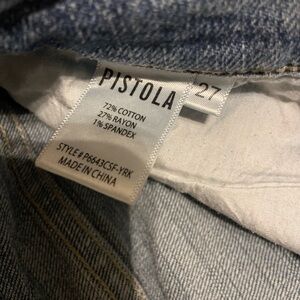 PISTOLA
27
72% COTTON
27% RAYON
1% SPANDEX
STYLE # P6643CSF-YRK
MADE IN CHINA